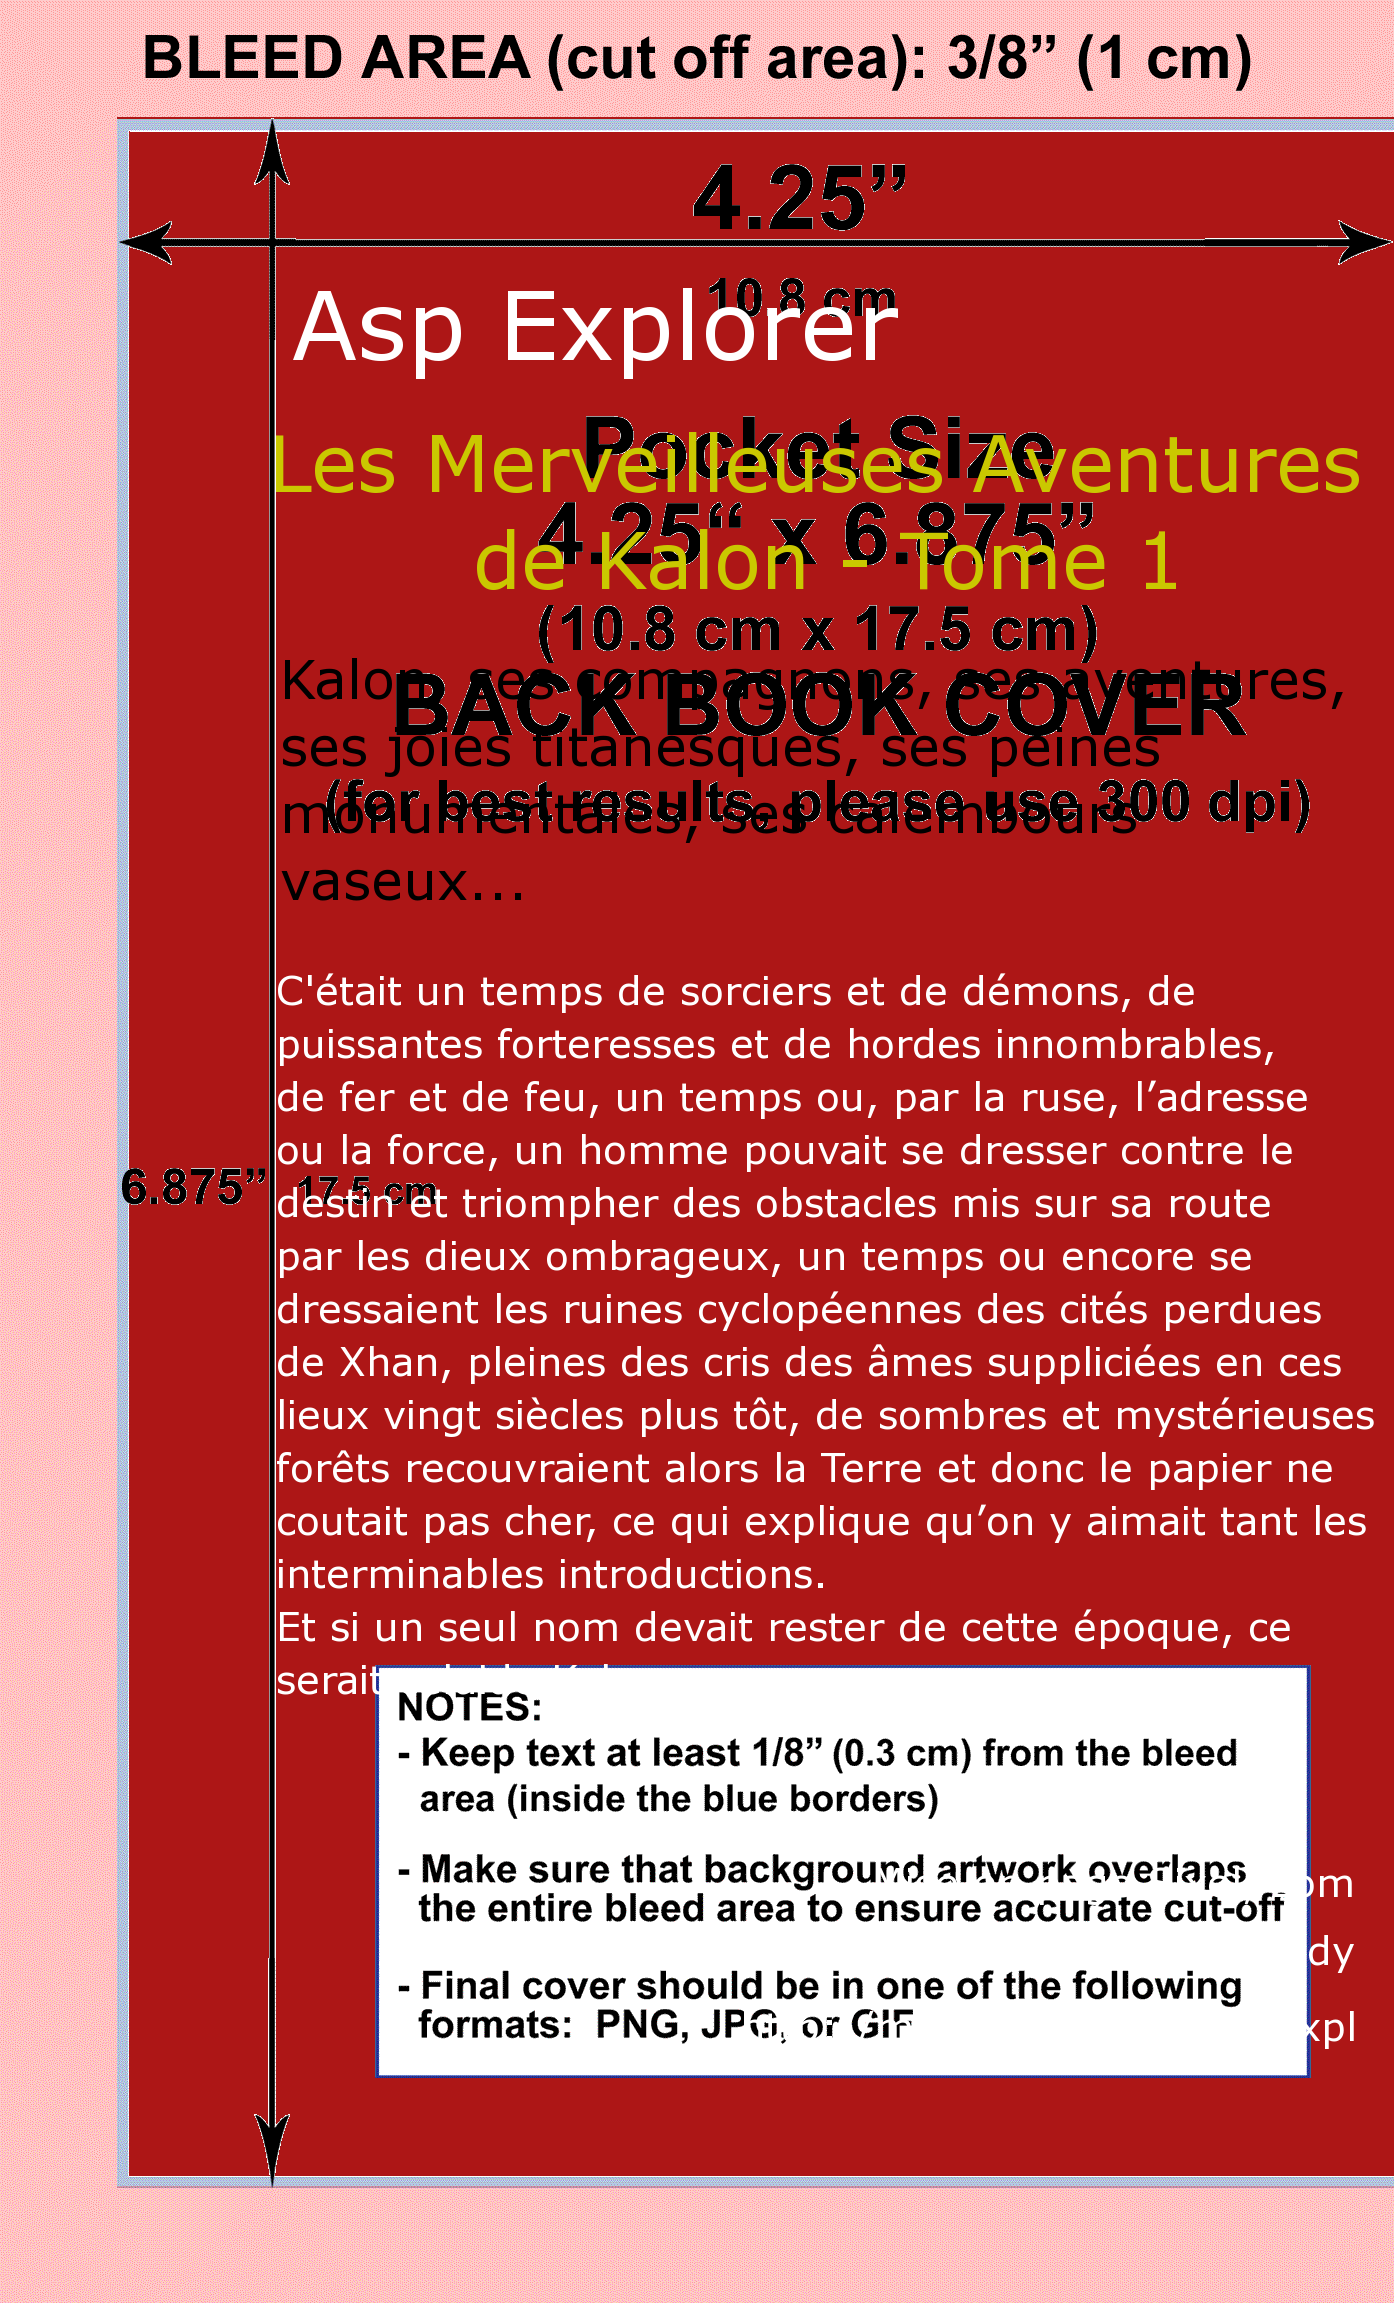 BLEED AREA (cut off area): 3/8” (1 cm)
4.25”
10.8 cm
Asp Explorer
Pocket Size
Les Merveilleuses Aventures
4.25“ x 6.875”
de Kalon - Tome 1
(10.8 cm x 17.5 cm)
Kalon, ses compagnons, ses aventures,
BACK BOOK COVER
ses joies titanesques, ses peines
(for best results, please use 300 dpi)
monumentales, ses calembours
vaseux...
C'était un temps de sorciers et de démons, de
puissantes forteresses et de hordes innombrables,
de fer et de feu, un temps ou, par la ruse, l’adresse
ou la force, un homme pouvait se dresser contre le
6.875” 17.5 cm
destin et triompher des obstacles mis sur sa route
par les dieux ombrageux, un temps ou encore se
dressaient les ruines cyclopéennes des cités perdues
de Xhan, pleines des cris des âmes suppliciées en ces
lieux vingt siècles plus tôt, de sombres et mystérieuses
forêts recouvraient alors la Terre et donc le papier ne
coutait pas cher, ce qui explique qu’on y aimait tant les
interminables introductions.
Et si un seul nom devait rester de cette époque, ce
serait
NOTES:
- Keep text at least 1/8” (0.3 cm) from the bleed
area (inside the blue borders)
- Make sure that background artwork overlaps
the entire bleed area to ensure accurate cut-off
- Final cover should be in one of the following
formats: PNG, JPG, or GIF